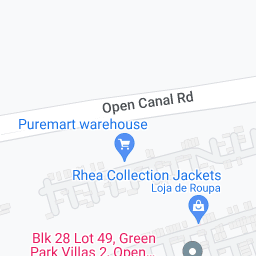 Open Canal Rd
Puremart warehouse
Rhea Collection Jackets
Loja de Roupa
Blk 28 Lot 49, Green
Park Villas 2, Open...